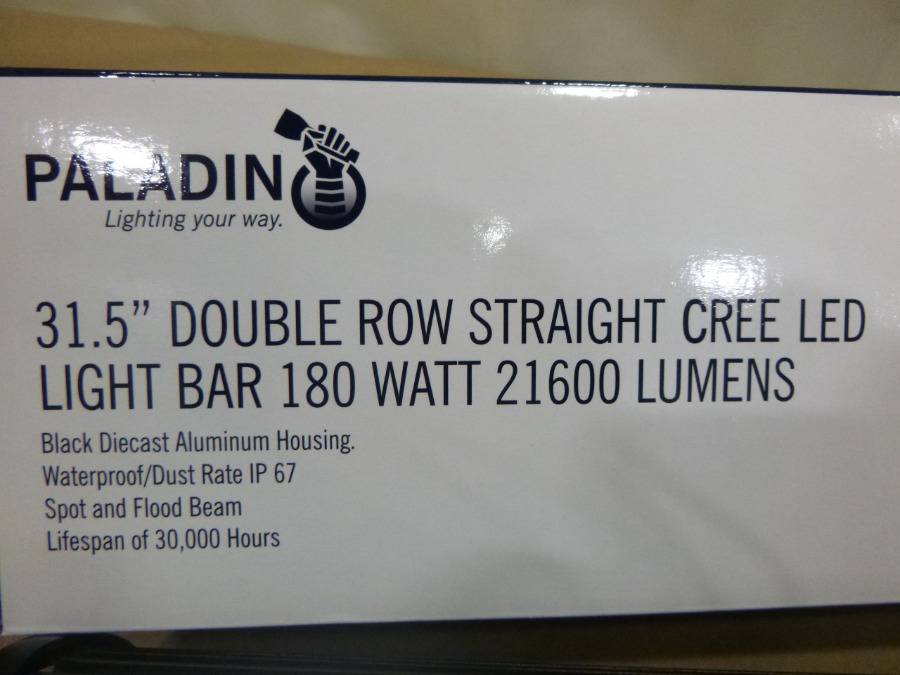 PALADIN
Lighting your way.
31.5” DOUBLE ROW STRAIGHT CREE LED
LIGHT BAR 180 WATT 21600 LUMENS
Black Diecast Aluminum Housing.
Waterproof/Dust Rate IP 67
Spot and Flood Beam
Lifespan of 30,000 Hours